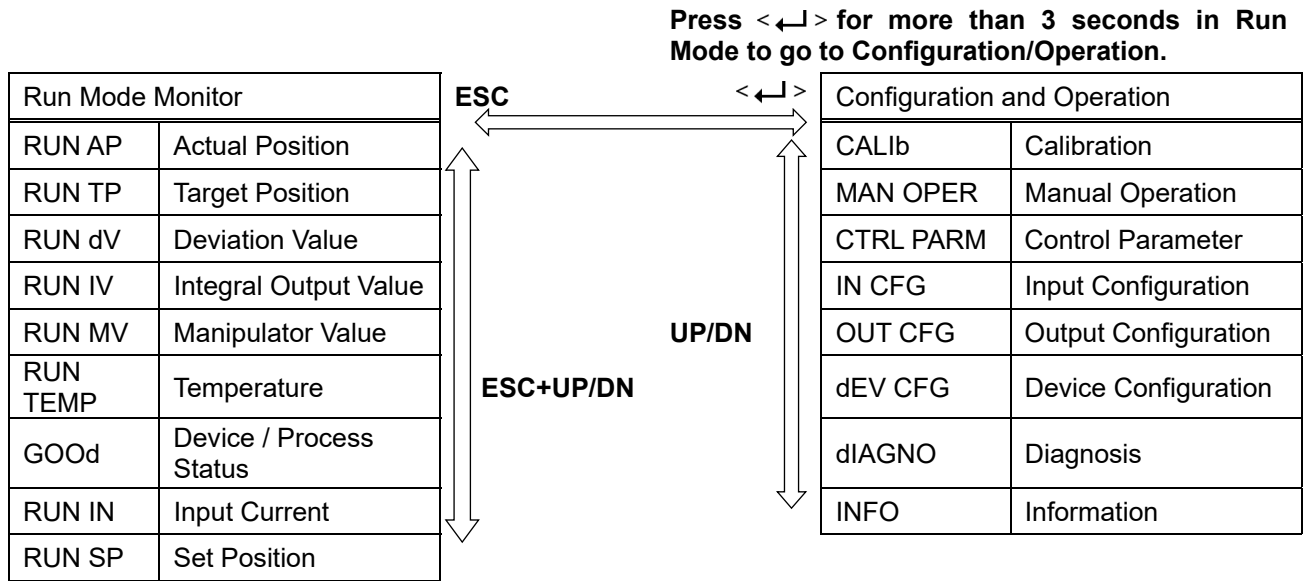 Press <↵> for more than 3 seconds in Run
Mode to go to Configuration/Operation.
Run Mode Monitor
RUN AP Actual Position
RUN TP Target Position
RUN dV Deviation Value
RUN IV Integral Output Value
RUN MV Manipulator Value
RUN
TEMP Temperature
GOOd Device / Process
Status
RUN IN Input Current
RUN SP Set Position
ESC <↵>
ESC+UP/DN
UP/DN
Configuration and Operation
CALIb Calibration
MAN OPER Manual Operation
CTRL PARM Control Parameter
IN CFG Input Configuration
OUT CFG Output Configuration
dEV CFG Device Configuration
dIAGNO Diagnosis
INFO Information